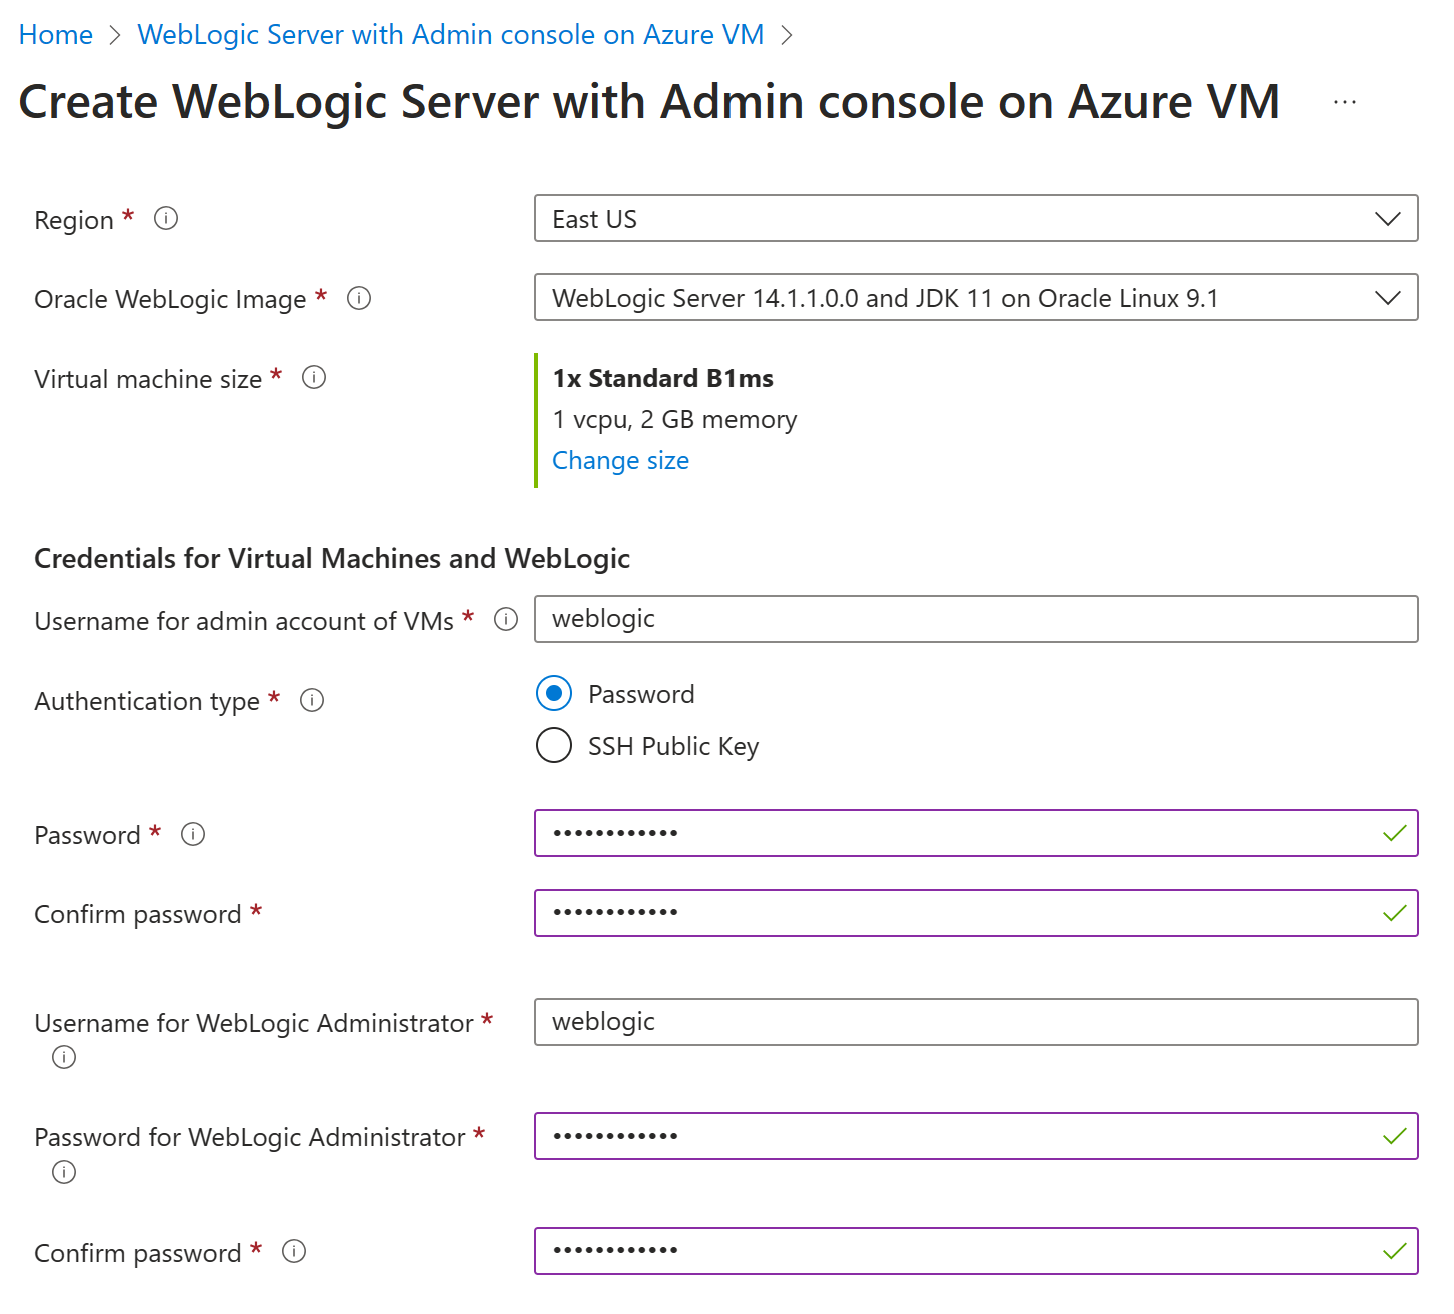 Home > WebLogic Server with Admin console on Azure VM >
Create WebLogic Server with Admin console on Azure VM ...
Region *
East US
Oracle WebLogic Image *
WebLogic Server 14.1.1.0.0 and JDK 11 on Oracle Linux 9.1
Virtual machine size *
1x Standard B1ms
1 vcpu, 2 GB memory
Change size
Credentials for Virtual Machines and WebLogic
Username for admin account of VMs *
weblogic
Authentication type *
Password
SSH Public Key
Password *
••••••••••••
Confirm password *
••••••••••••
Username for WebLogic Administrator *
weblogic
Password for WebLogic Administrator *
••••••••••••
Confirm password *
••••••••••••